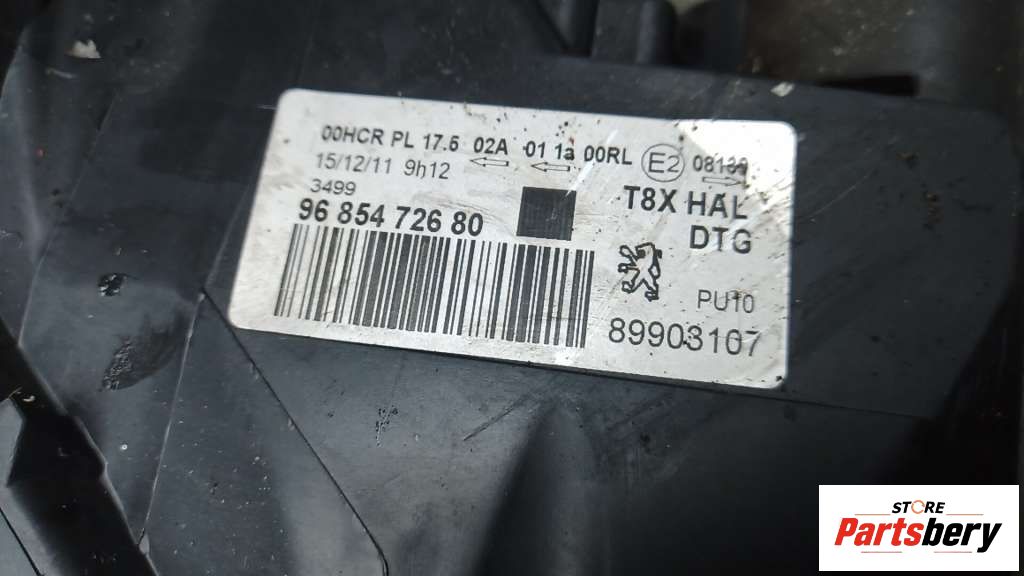 00HCR PL 17.5 02A 01 1a 00RL E2
15/12/11 9h12
3499
96 854 726 80
T8X HAL
DTG
PU10
89903107
STORE
Partsbery